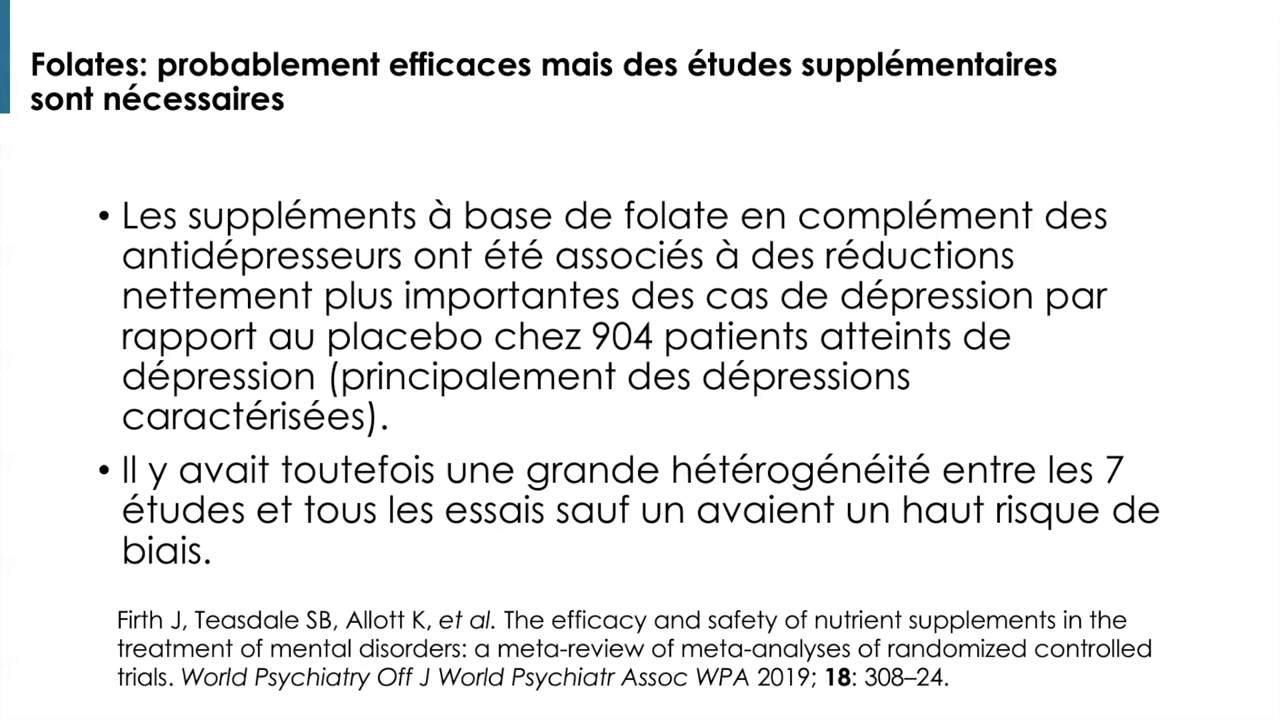 Folates: probablement efficaces mais des études supplémentaires
sont nécessaires
• Les suppléments à base de folate en complément des
antidépresseurs ont été associés à des réductions
nettement plus importantes des cas de dépression par
rapport au placebo chez 904 patients atteints de
dépression (principalement des dépressions
caractérisées).
• Il y avait toutefois une grande hétérogénéité entre les 7
études et tous les essais sauf un avaient un haut risque de
biais.
Firth J, Teasdale SB, Allott K, et al. The efficacy and safety of nutrient supplements in the
treatment of mental disorders: a meta-review of meta-analyses of randomized controlled
trials. World Psychiatry Off J World Psychiatr Assoc WPA 2019; 18: 308–24.